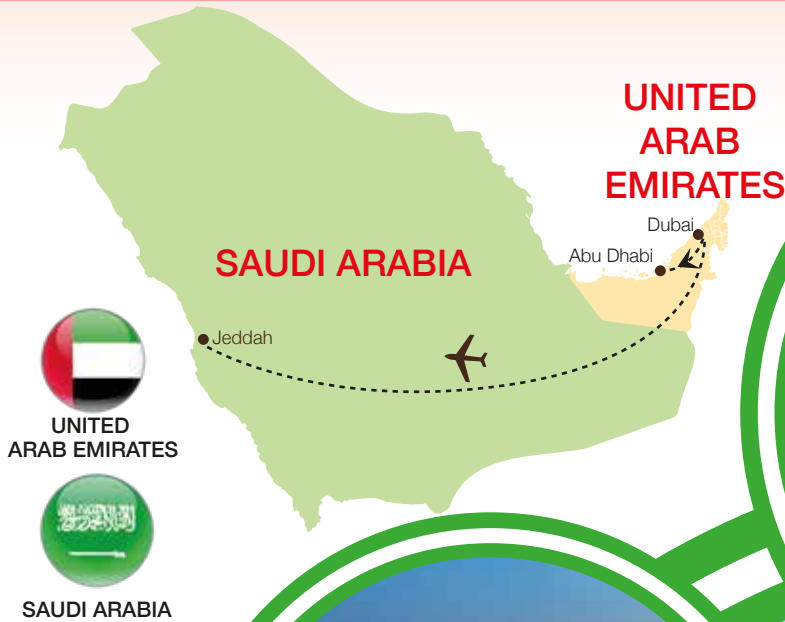 UNITED
ARAB
EMIRATES
Dubai
Abu Dhabi
SAUDI ARABIA
Jeddah
UNITED
ARAB EMIRATES
SAUDI ARABIA